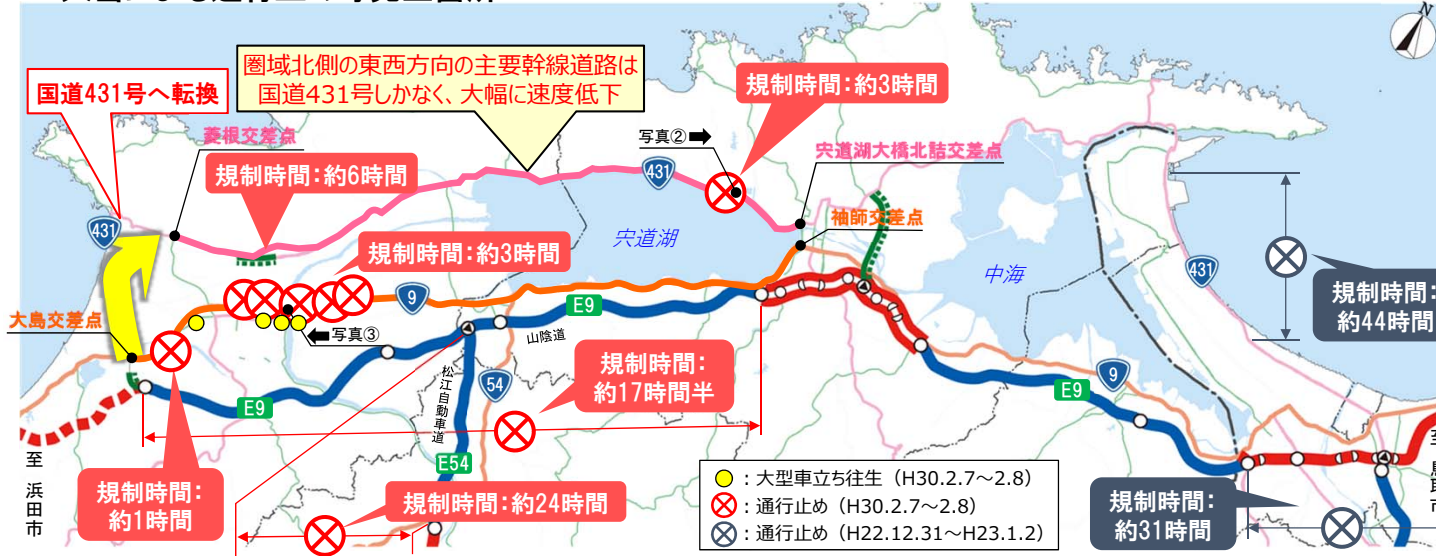 N
国道431号へ転換
圏域北側の東西方向の主要幹線道路は
国道431号しかなく、大幅に速度低下
規制時間：約3時間
菱根交差点
写真②➡
宍道湖大橋北詰交差点
規制時間：約6時間
431
431
袖師交差点
宍道湖
規制時間：約3時間
中海
431
規制時間：
約44時間
9
E9
大島交差点
⬅写真③
山陰道
54
規制時間：
約17時間半
9
E9
E9
松江自動車道
E54
至 浜田市
規制時間：
約1時間
規制時間：約24時間
：大型車立ち往生（H30.2.7～2.8）
：通行止め（H30.2.7～2.8）
：通行止め（H22.12.31～H23.1.2）
規制時間：
約31時間